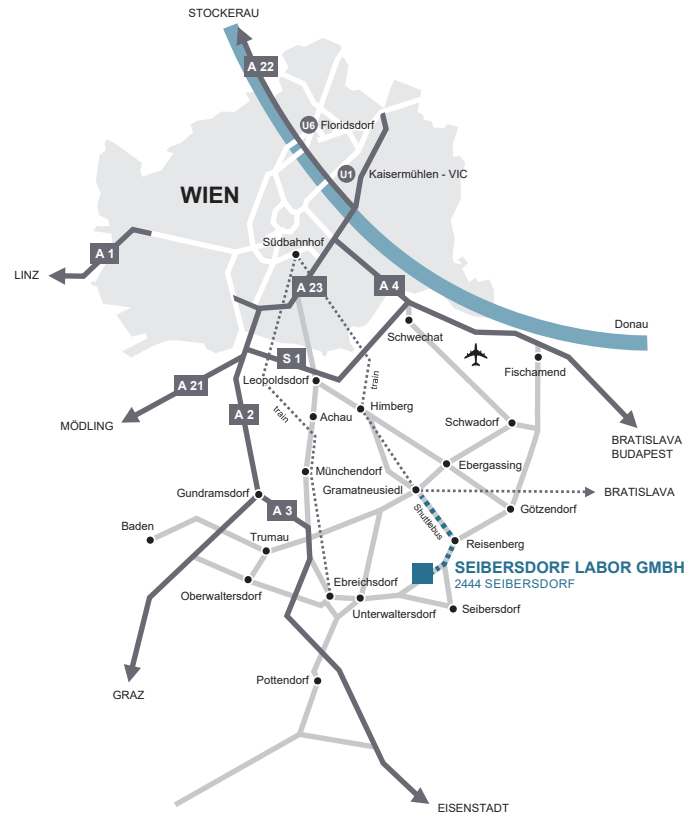 STOCKERAU
A 22
U6 Floridsdorf
U1
Kaisermühlen - VIC
WIEN
Südbahnhof
A 1
LINZ
A 23
A 4
Donau
Schwechat
S 1
Fischamend
Leopoldsdorf
train
A 21
train
Himberg
A 2
Achau
Schwadorf
MÖDLING
BRATISLAVA
BUDAPEST
Münchendorf
Ebergassing
Gramatneusiedl
BRATISLAVA
Gundramsdorf
A 3
Shuttlebus
Götzendorf
Baden
Trumau
Reisenberg
SEIBERSDORF LABOR GMBH
2444 SEIBERSDORF
Oberwaltersdorf
Ebreichsdorf
Unterwaltersdorf
Seibersdorf
Pottendorf
GRAZ
EISENSTADT